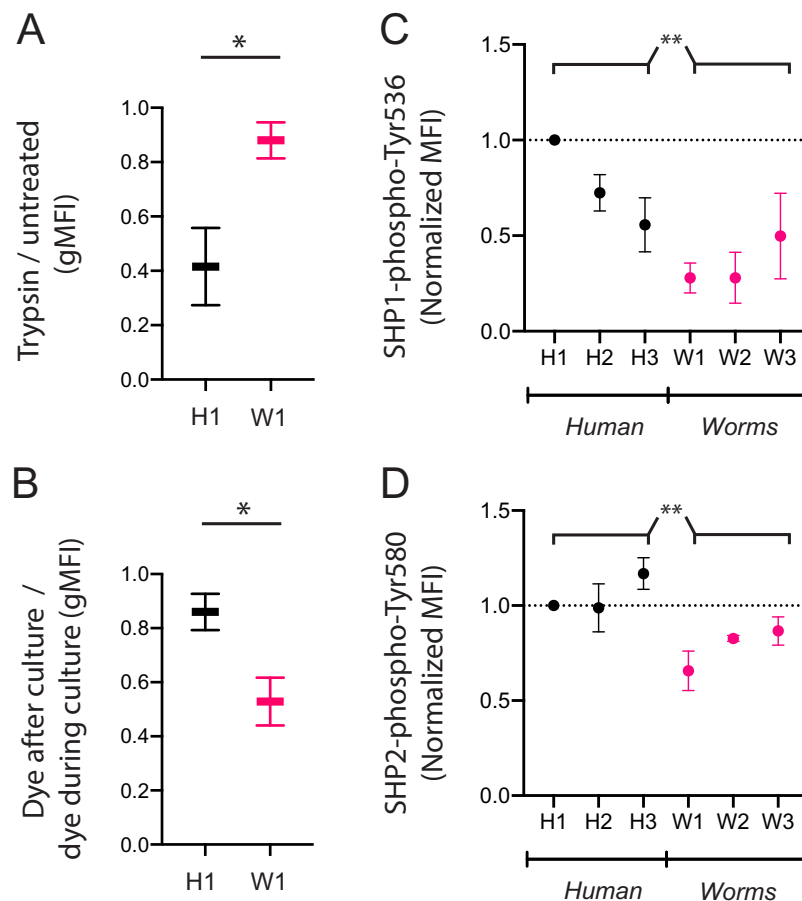 A
*
Trypsin / untreated
(gMFI)
1.0
0.8
0.6
0.4
0.2
0.0
H1 W1
B
*
Dye after culture /
dye during culture (gMFI)
1.0
0.8
0.6
0.4
0.2
0.0
H1 W1
C
**
SHP1-phospho-Tyr536
(Normalized MFI)
1.5
1.0
0.5
0.0
H1 H2 H3 W1 W2 W3
Human Worms
D
**
SHP2-phospho-Tyr580
(Normalized MFI)
1.5
1.0
0.5
0.0
H1 H2 H3 W1 W2 W3
Human Worms